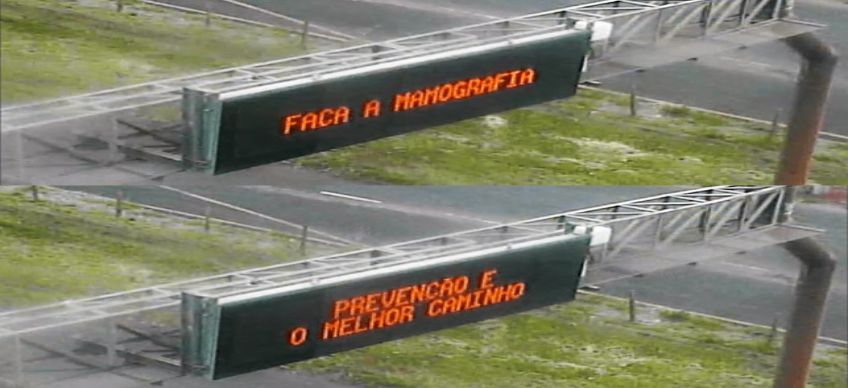 FACA A MAMOGRAFIA
PREVENCAO E
O MELHOR CAMINHO